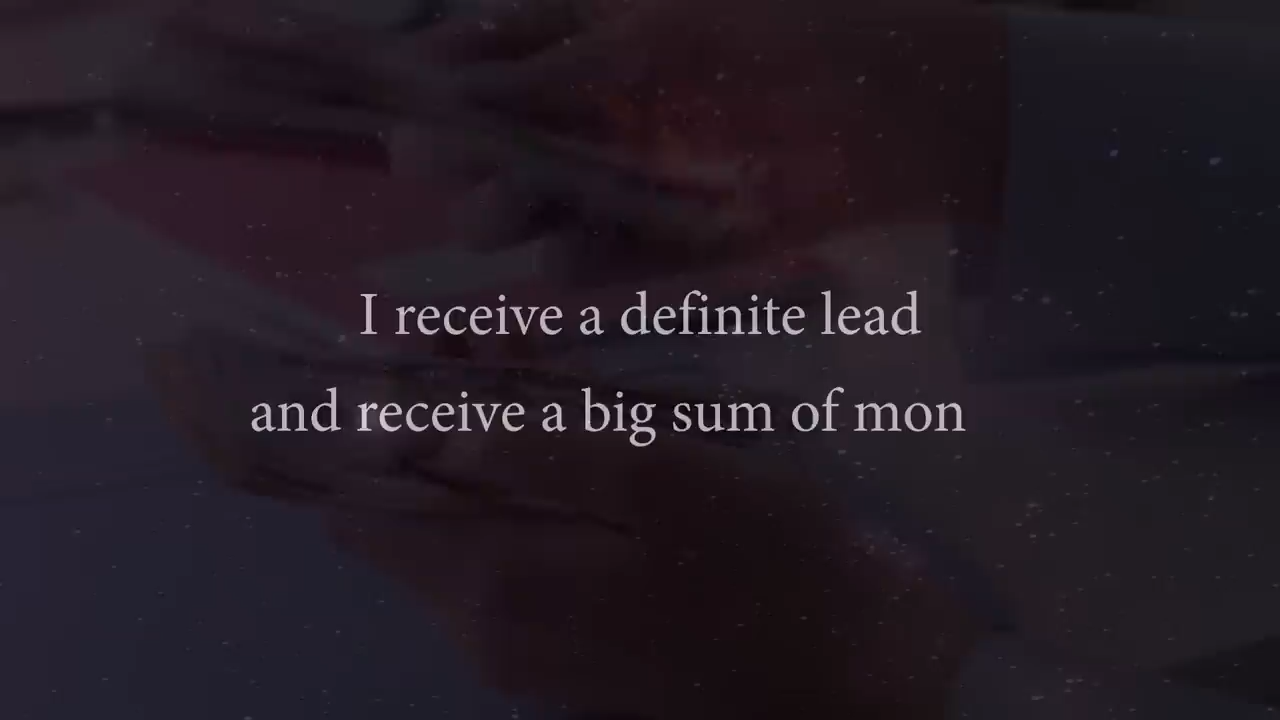 I receive a definite lead
and receive a big sum of mon